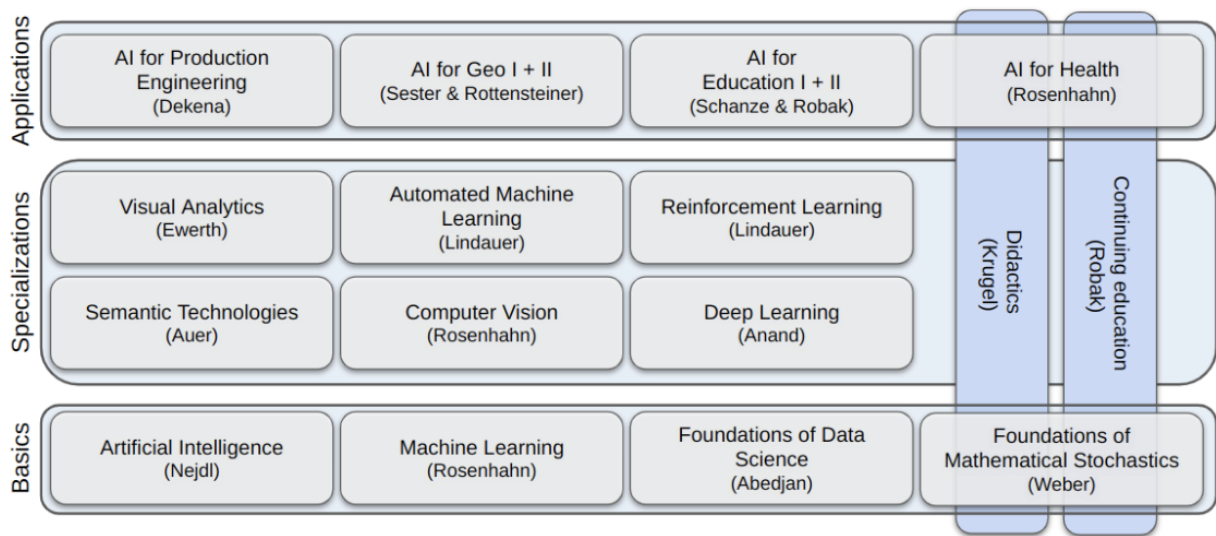 Applications
AI for Production
Engineering
(Dekena)
AI for Geo I + II
(Sester & Rottensteiner)
AI for
Education I + II
(Schanze & Robak)
AI for Health
(Rosenhahn)
Specializations
Visual Analytics
(Ewerth)
Automated Machine
Learning
(Lindauer)
Reinforcement Learning
(Lindauer)
Semantic Technologies
(Auer)
Computer Vision
(Rosenhahn)
Deep Learning
(Anand)
Didactics
(Krugel)
Continuing education
(Robak)
Basics
Artificial Intelligence
(Nejdl)
Machine Learning
(Rosenhahn)
Foundations of Data
Science
(Abedjan)
Foundations of
Mathematical Stochastics
(Weber)